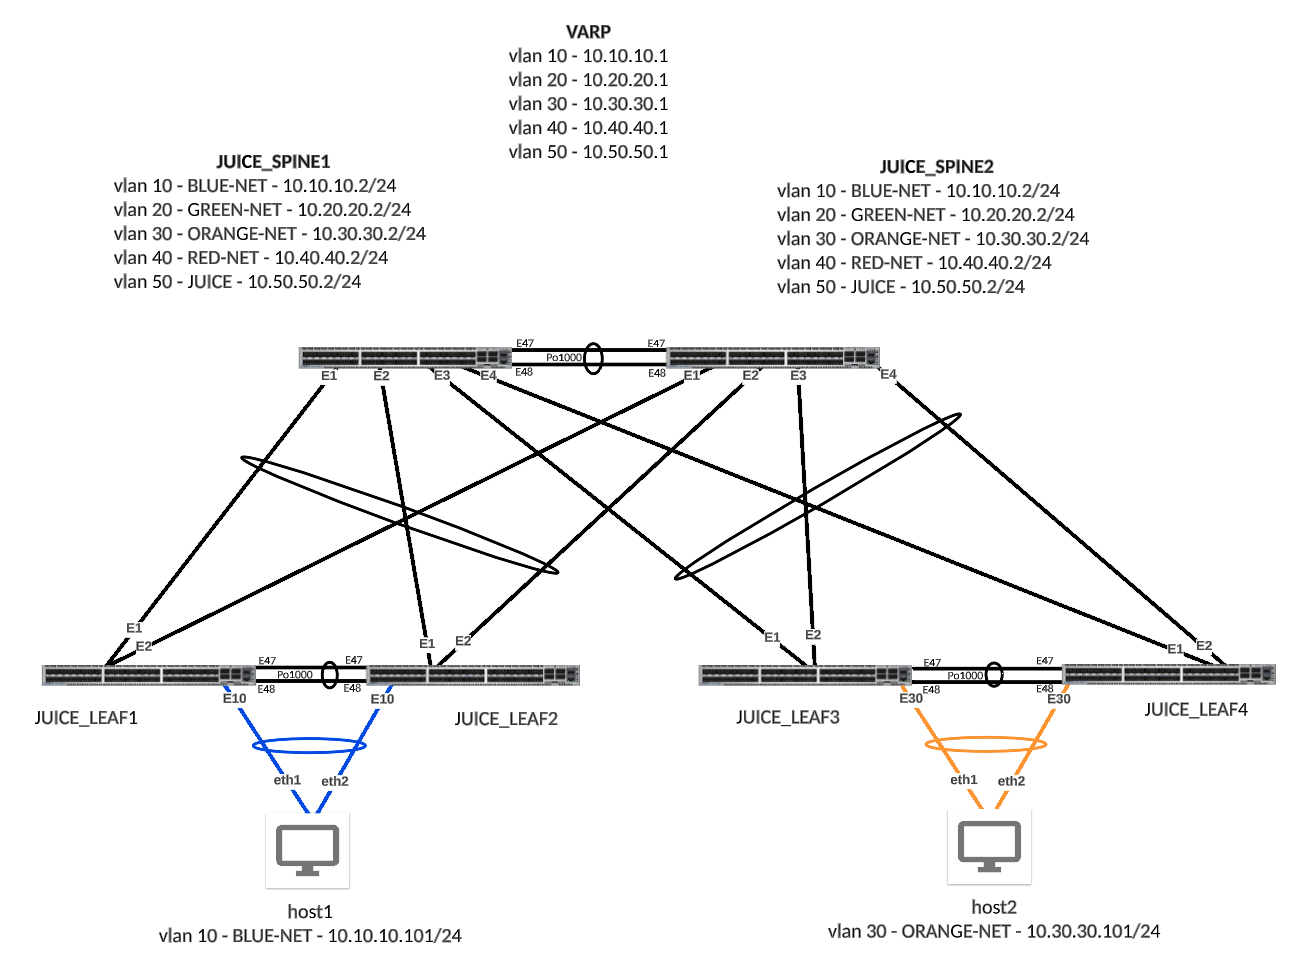 VARP
vlan 10 - 10.10.10.1
vlan 20 - 10.20.20.1
vlan 30 - 10.30.30.1
vlan 40 - 10.40.40.1
vlan 50 - 10.50.50.1
JUICE_SPINE1
vlan 10 - BLUE-NET - 10.10.10.2/24
vlan 20 - GREEN-NET - 10.20.20.2/24
vlan 30 - ORANGE-NET - 10.30.30.2/24
vlan 40 - RED-NET - 10.40.40.2/24
vlan 50 - JUICE - 10.50.50.2/24
JUICE_SPINE2
vlan 10 - BLUE-NET - 10.10.10.2/24
vlan 20 - GREEN-NET - 10.20.20.2/24
vlan 30 - ORANGE-NET - 10.30.30.2/24
vlan 40 - RED-NET - 10.40.40.2/24
vlan 50 - JUICE - 10.50.50.2/24
E47 E47
Po1000
E48 E48
E1 E2 E3 E4 E1 E2 E3 E4
E1 E2 E1 E2 E1 E2 E1 E2
E47 E47
Po1000
E48 E48
E47 E47
Po1000
E48 E48
E10 E10
E30 E30
JUICE_LEAF1
JUICE_LEAF2
JUICE_LEAF3
JUICE_LEAF4
eth1 eth2
eth1 eth2
host1
vlan 10 - BLUE-NET - 10.10.10.101/24
host2
vlan 30 - ORANGE-NET - 10.30.30.101/24